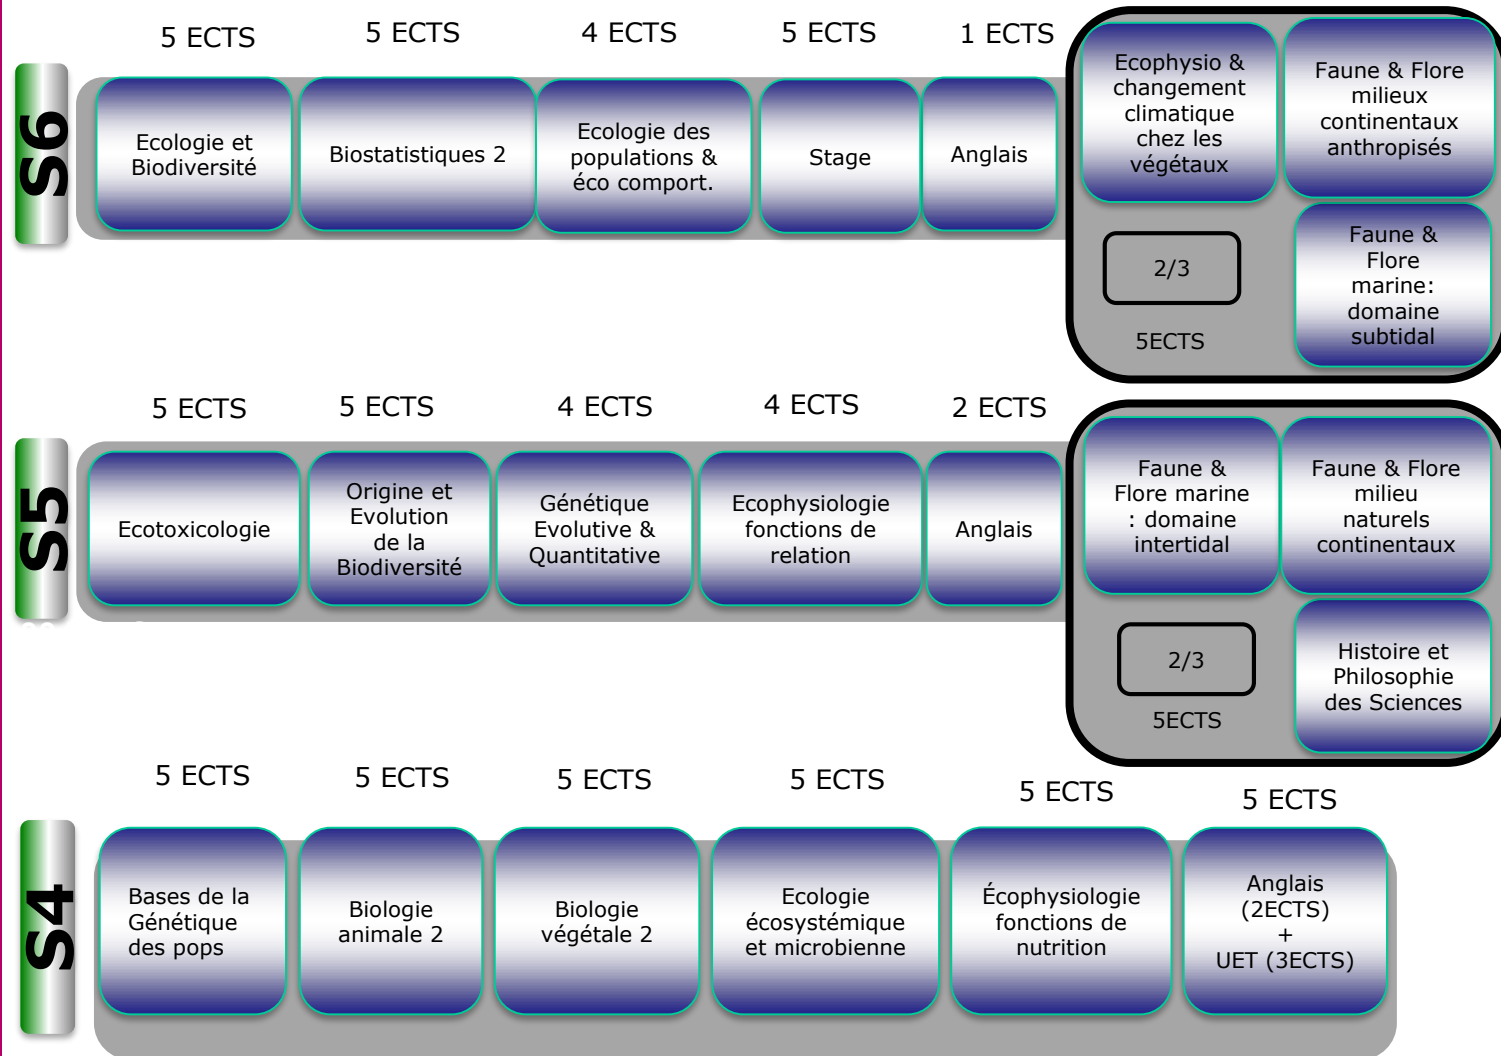 5 ECTS
5 ECTS
4 ECTS
5 ECTS
1 ECTS
S6
Ecologie et
Biodiversité
Biostatistiques 2
Ecologie des
populations &
éco comport.
Stage
Anglais
Ecophysio &
changement
climatique
chez les
végétaux
Faune & Flore
milieux
continentaux
anthropisés
2/3
5ECTS
Faune &
Flore
marine:
domaine
subtidal
5 ECTS
5 ECTS
4 ECTS
4 ECTS
2 ECTS
S5
Ecotoxicologie
Origine et
Evolution
de la
Biodiversité
Génétique
Evolutive &
Quantitative
Ecophysiologie
fonctions de
relation
Anglais
Faune &
Flore marine
: domaine
intertidal
Faune & Flore
milieu
naturels
continentaux
2/3
5ECTS
Histoire et
Philosophie
des Sciences
5 ECTS
5 ECTS
5 ECTS
5 ECTS
5 ECTS
5 ECTS
S4
Bases de la
Génétique
des pops
Biologie
animale 2
Biologie
végétale 2
Ecologie
écosystémique
et microbienne
Écophysiologie
fonctions de
nutrition
Anglais
(2ECTS)
+
UET (3ECTS)